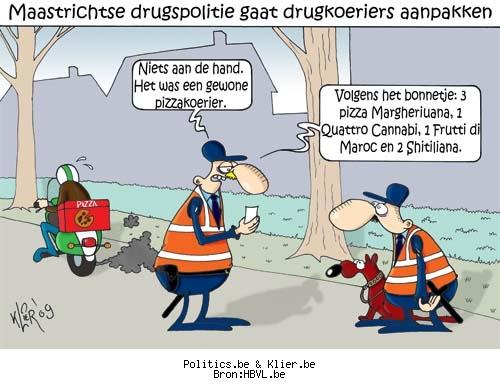 Maastrichtse drugspolitie gaat drugkoeriers aanpakken
Niets aan de hand.
Het was een gewone
pizzakoerier.
Volgens het bonnetje: 3
pizza Margheriuana, 1
Quattro Cannabi, 1 Frutti di
Maroc en 2 Shitiliana.
PIZZA
KLIER '09
Politics.be & Klier.be
Bron:HBVL.be